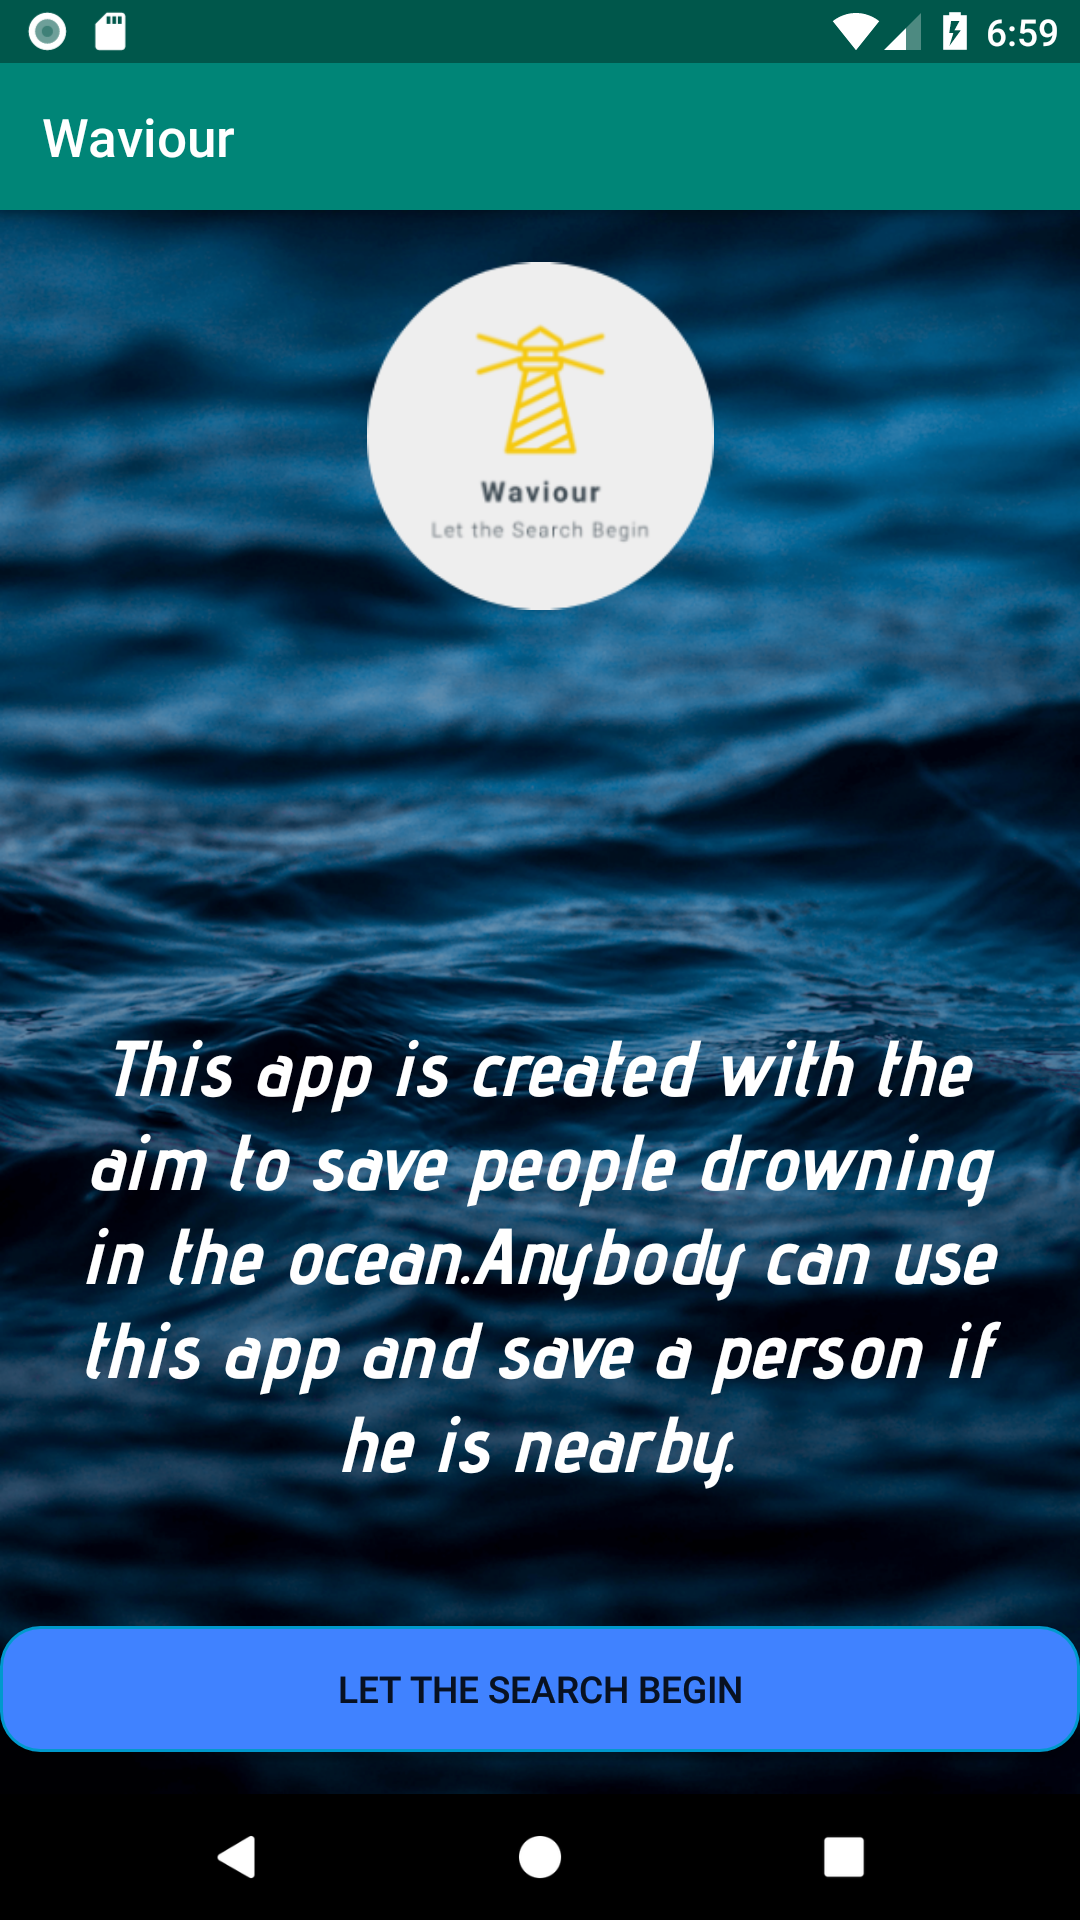 6:59
Waviour
Waviour
Let the Search Begin
This app is created with the
aim to save people drowning
in the ocean.Anybody can use
this app and save a person if
he is nearby.
LET THE SEARCH BEGIN